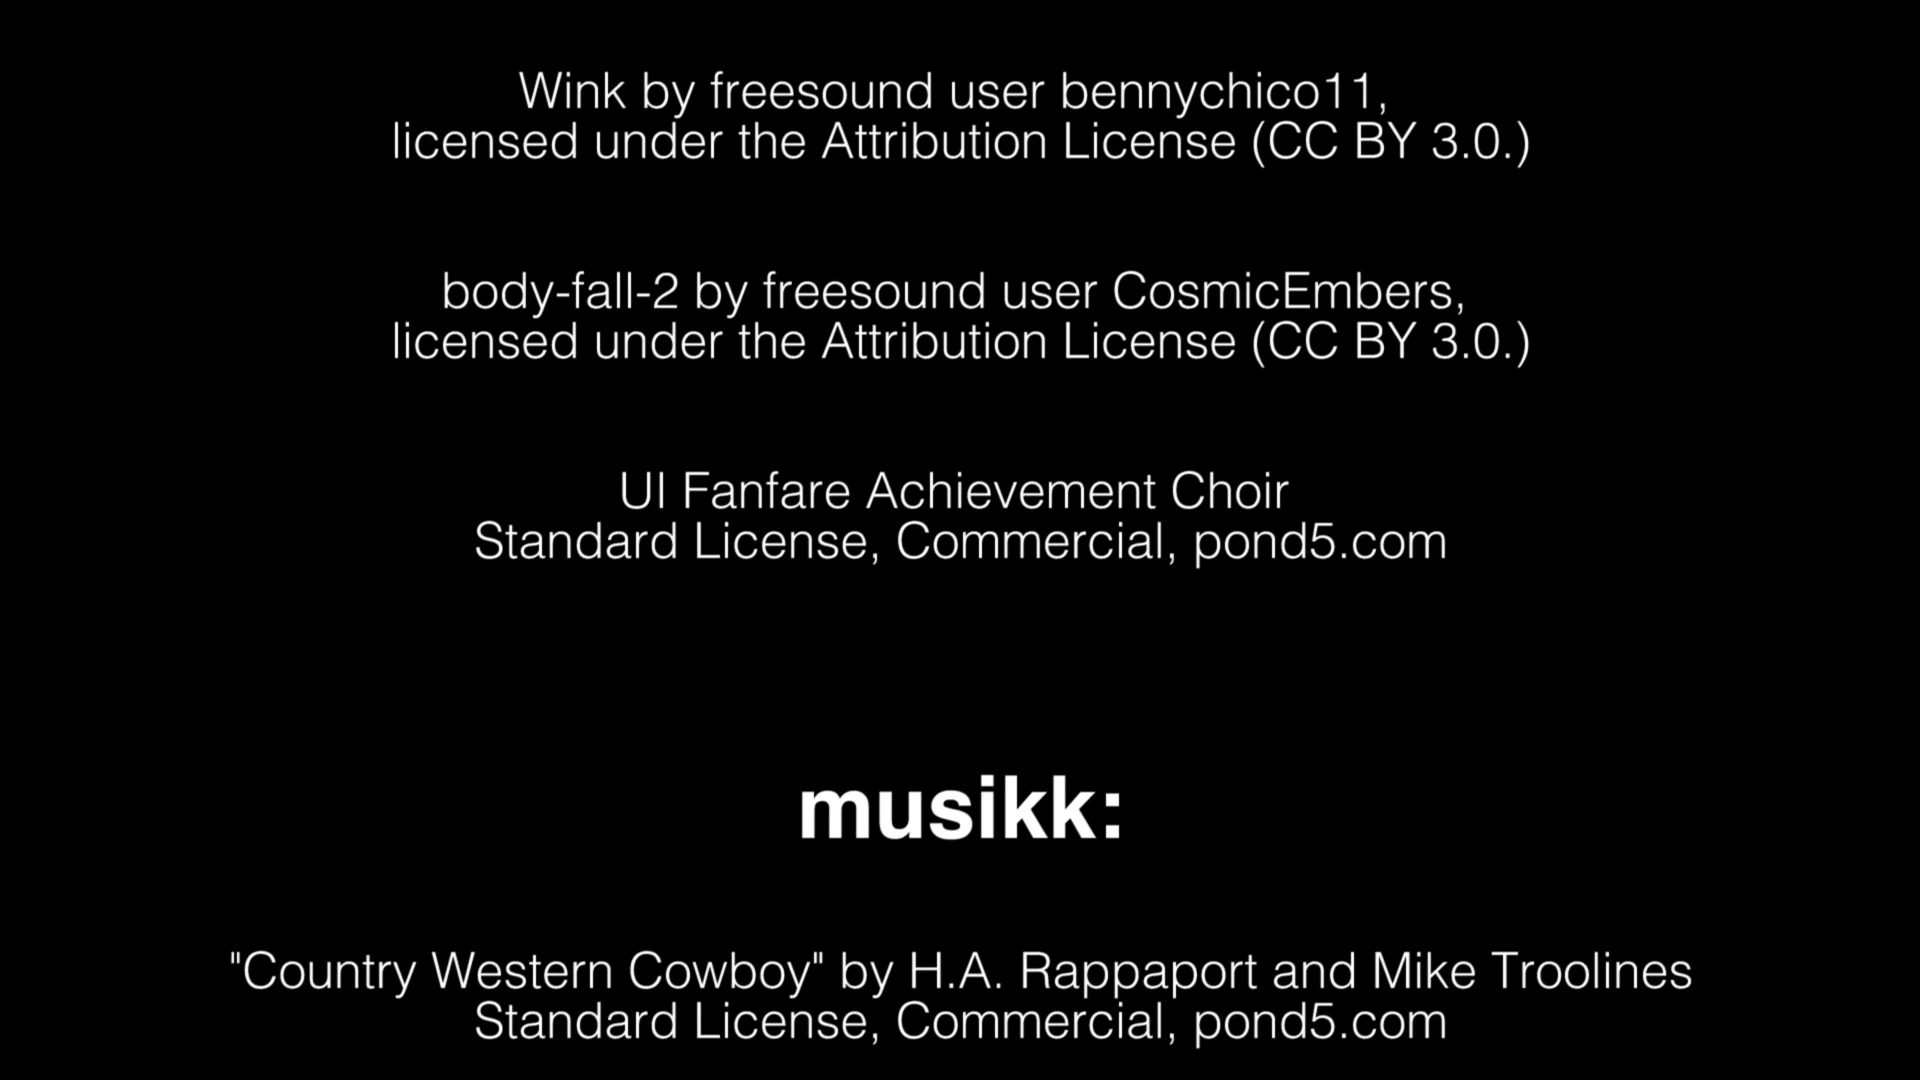 Wink by freesound user bennychico11,
licensed under the Attribution License (CC BY 3.0.)
body-fall-2 by freesound user CosmicEmbers,
licensed under the Attribution License (CC BY 3.0.)
UI Fanfare Achievement Choir
Standard License, Commercial, pond5.com
musikk:
"Country Western Cowboy" by H.A. Rappaport and Mike Troolines
Standard License, Commercial, pond5.com